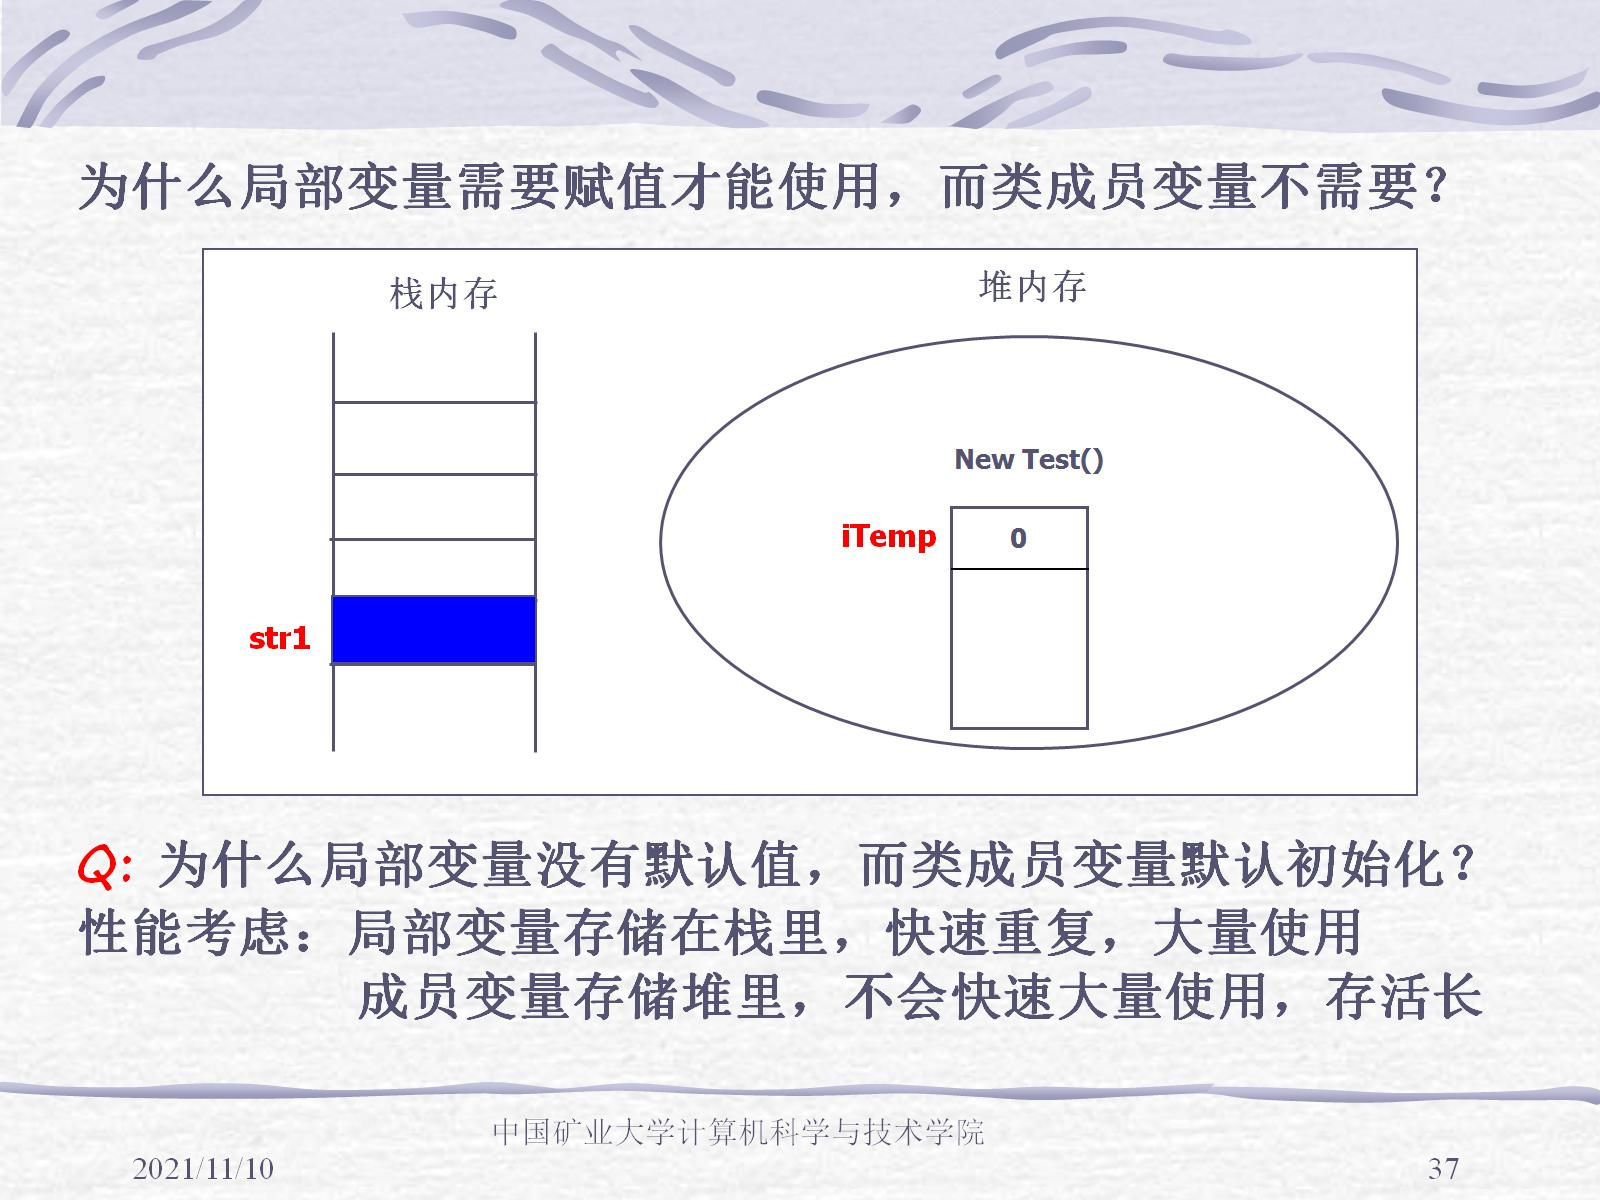 为什么局部变量需要赋值才能使用，而类成员变量不需要？
栈内存
堆内存
New Test()
iTemp
0
str1
Q: 为什么局部变量没有默认值，而类成员变量默认初始化？
性能考虑：局部变量存储在栈里，快速重复，大量使用
成员变量存储堆里，不会快速大量使用，存活长
中国矿业大学计算机科学与技术学院
2021/11/10
37